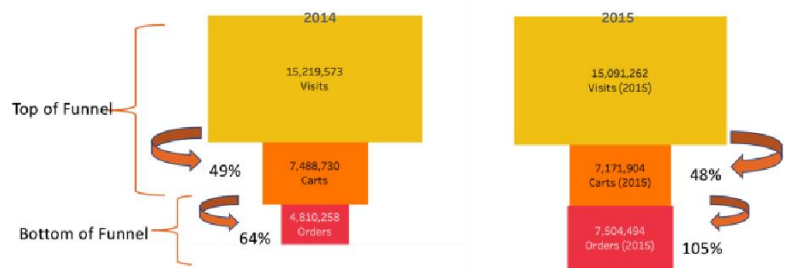 2014
2015
15,219,573
Visits
15,091,262
Visits (2015)
Top of Funnel
49%
7,488,730
Carts
7,171,904
Carts (2015)
48%
4,810,258
Orders
7,504,494
Orders (2015)
Bottom of Funnel
64%
105%